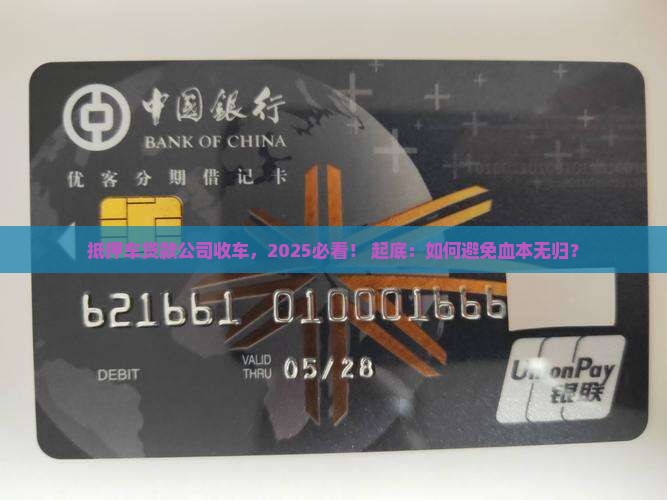 中国银行
BANK OF CHINA
优客分期借记卡
抵押车贷款公司收车，2025必看！ 起底：如何避免血本无归？
DEBIT
VALID
THRU 05/28
UnionPay
银联